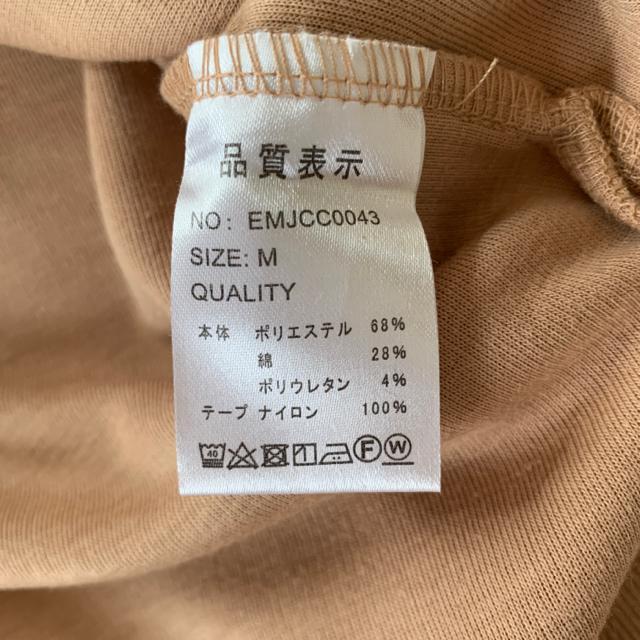 品質表示
NO: EMJCC0043
SIZE: M
QUALITY
本体 ポリエステル 68%
綿 28%
ポリウレタン 4%
テープ ナイロン 100%
40 F W